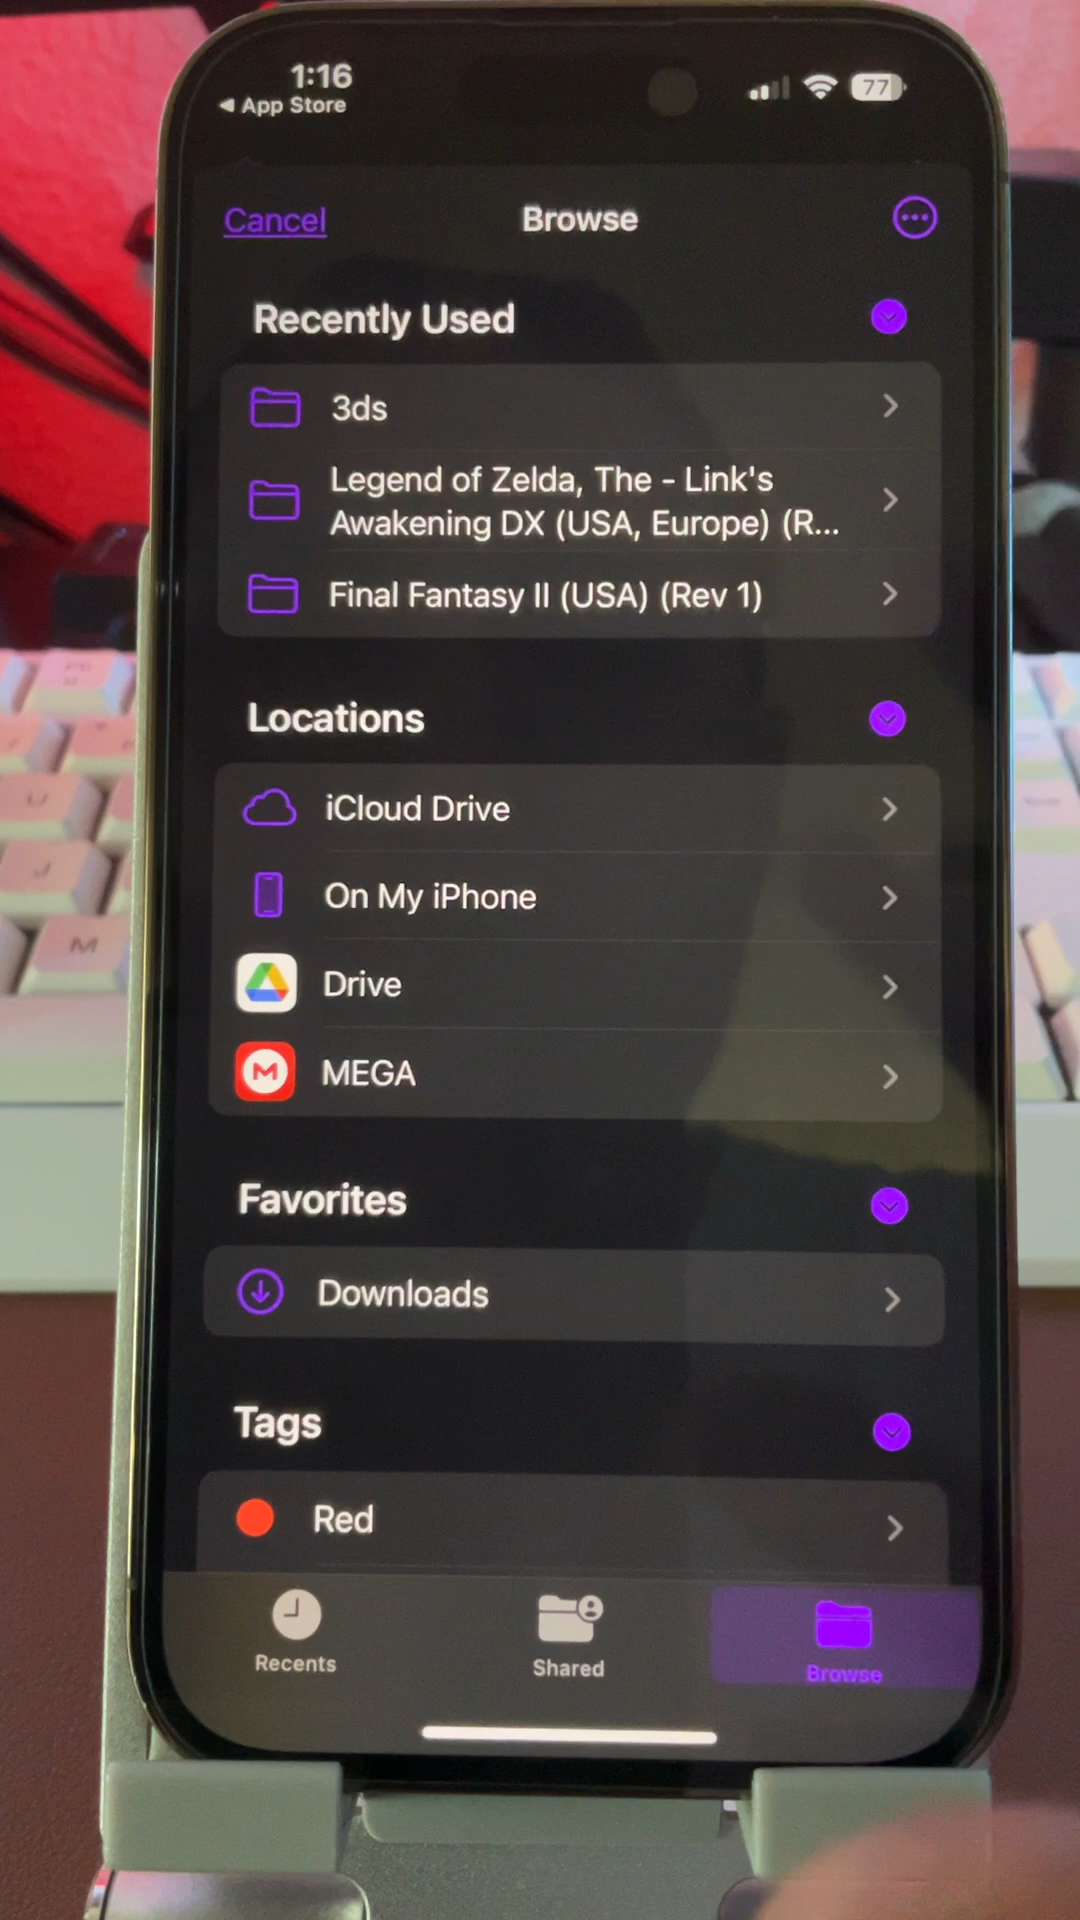 1:16
◀ App Store
77
Cancel
Browse
Recently Used
3ds
Legend of Zelda, The - Link's
Awakening DX (USA, Europe) (R...
Final Fantasy II (USA) (Rev 1)
Locations
iCloud Drive
On My iPhone
Drive
M
MEGA
Favorites
Downloads
Tags
Red
Recents
Shared
Browse
U
J
M